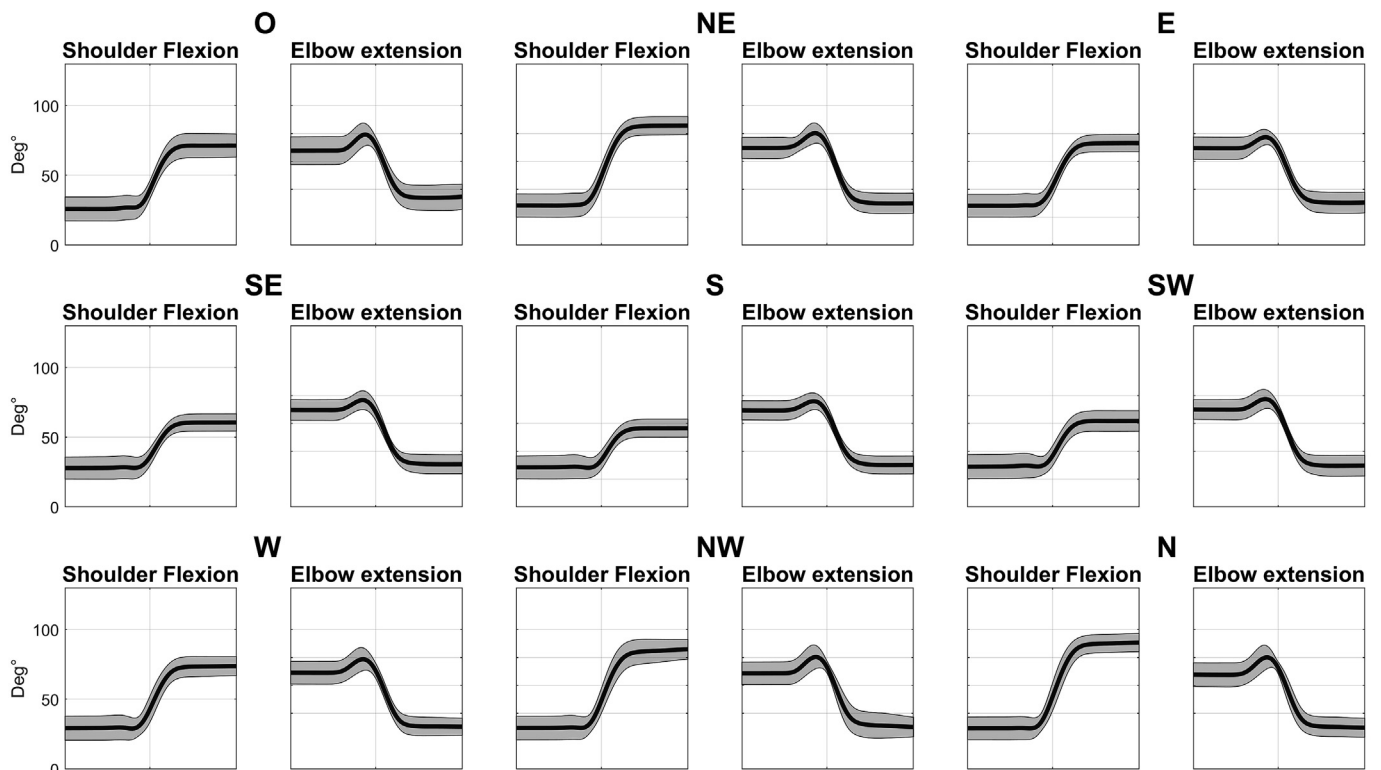 O NE E
Shoulder Flexion Elbow extension Shoulder Flexion Elbow extension Shoulder Flexion Elbow extension
100
Deg°
50
0
SE S SW
Shoulder Flexion Elbow extension Shoulder Flexion Elbow extension Shoulder Flexion Elbow extension
100
Deg°
50
0
W NW N
Shoulder Flexion Elbow extension Shoulder Flexion Elbow extension Shoulder Flexion Elbow extension
100
Deg°
50
0